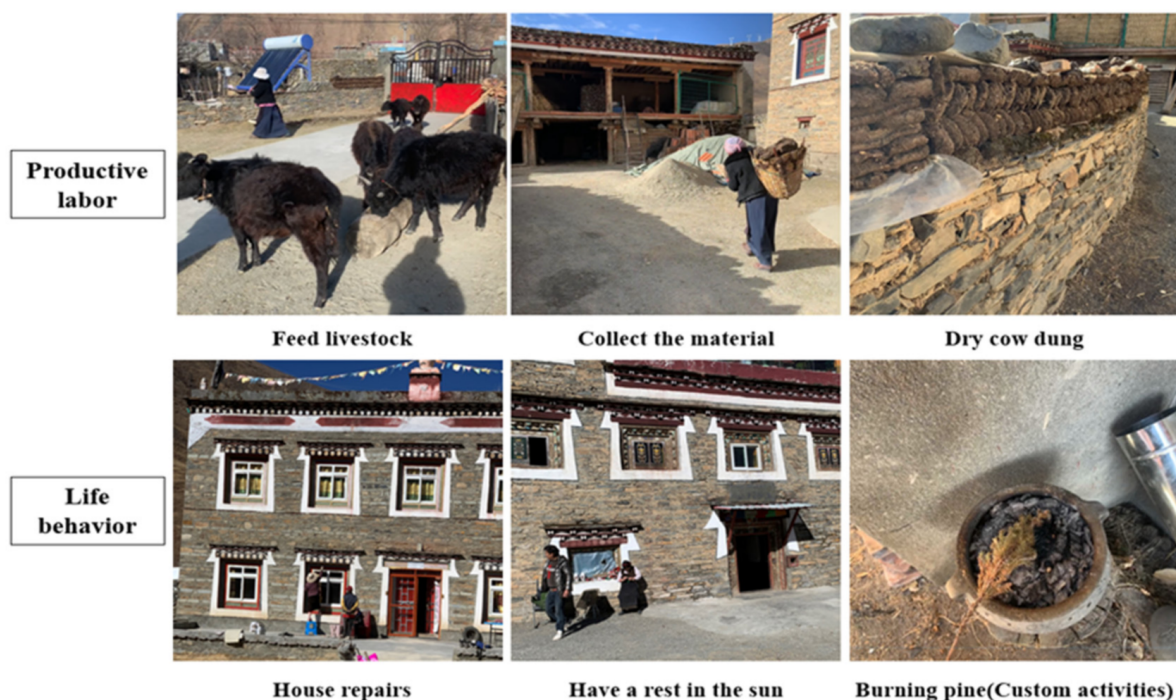 Productive
labor
Feed livestock
Collect the material
Dry cow dung
Life
behavior
House repairs
Have a rest in the sun
Burning pine(Custom activities)